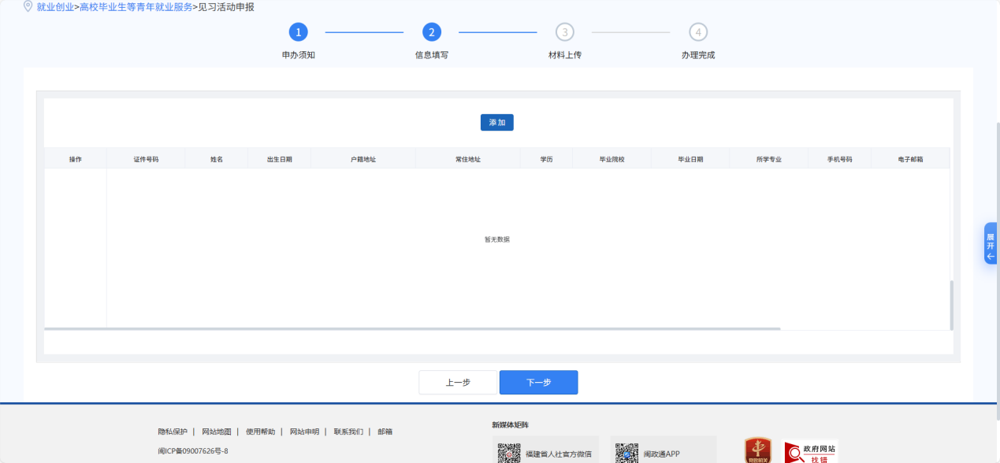 就业创业>高校毕业生等青年就业服务>见习活动申报
1 2 3 4
申办须知 信息填写 材料上传 办理完成
添加
操作 证件号码 姓名 出生日期 户籍地址 常住地址 学历 毕业院校 毕业日期 所学专业 手机号码 电子邮箱
暂无数据
展开
上一步 下一步
隐私保护 | 网站地图 | 使用帮助 | 网站申明 | 联系我们 | 邮箱
闽ICP备09007626号-8
新媒体矩阵
福建省人社官方微信
闽政通APP
党政机关
政府网站
找错